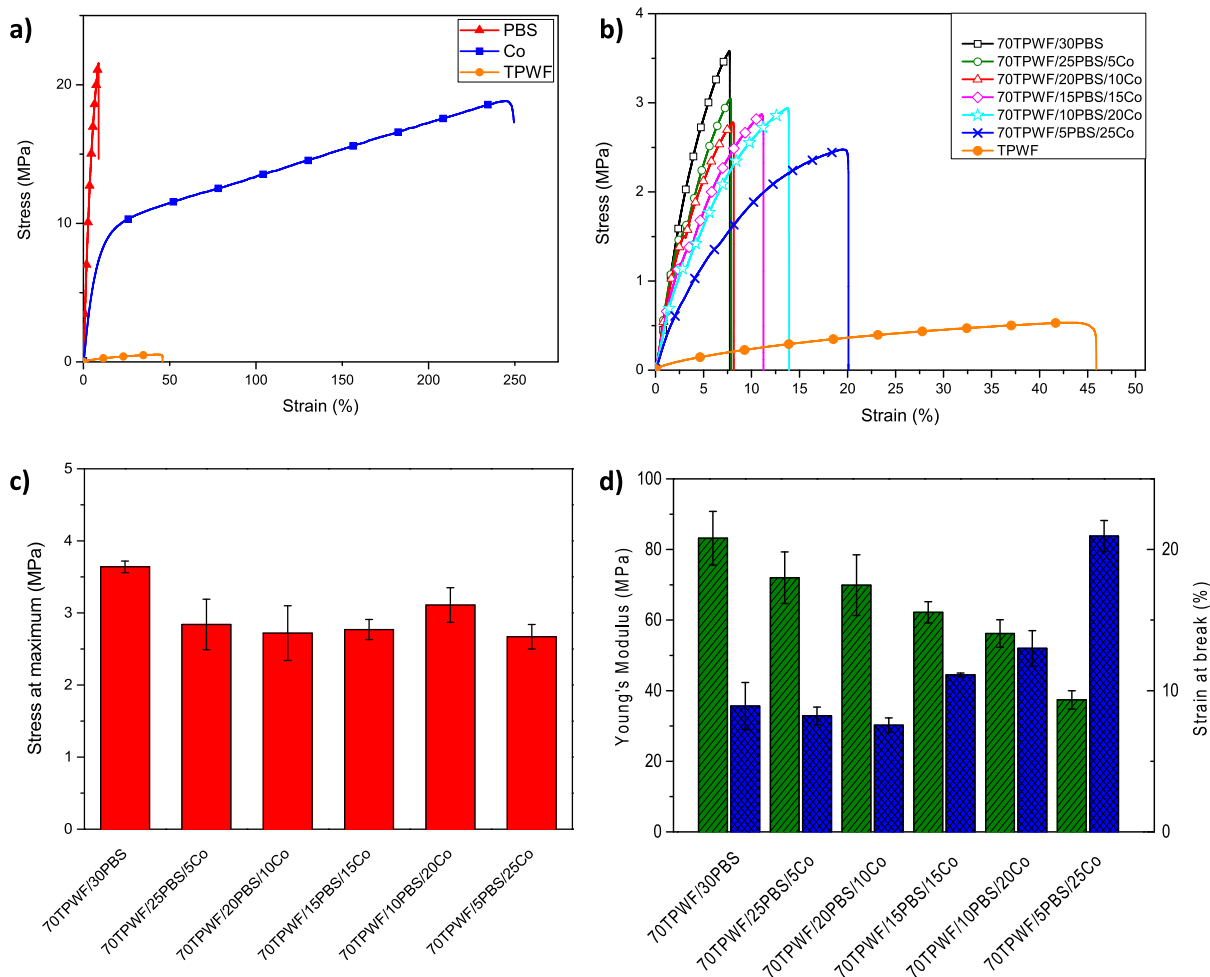 a)
PBS
Co
TPWF
20
10
0
Stress (MPa)
0
50
100
150
200
250
Strain (%)
b)
70TPWF/30PBS
70TPWF/25PBS/5Co
70TPWF/20PBS/10Co
70TPWF/15PBS/15Co
70TPWF/10PBS/20Co
70TPWF/5PBS/25Co
TPWF
4
3
2
1
0
Stress (MPa)
0
5
10
15
20
25
30
35
40
45
50
Strain (%)
c)
5
4
3
2
1
0
Stress at maximum (MPa)
70TPWF/30PBS
70TPWF/25PBS/5Co
70TPWF/20PBS/10Co
70TPWF/15PBS/15Co
70TPWF/10PBS/20Co
70TPWF/5PBS/25Co
d)
100
80
60
40
20
0
Young's Modulus (MPa)
20
10
0
Strain at break (%)
70TPWF/30PBS
70TPWF/25PBS/5Co
70TPWF/20PBS/10Co
70TPWF/15PBS/15Co
70TPWF/10PBS/20Co
70TPWF/5PBS/25Co